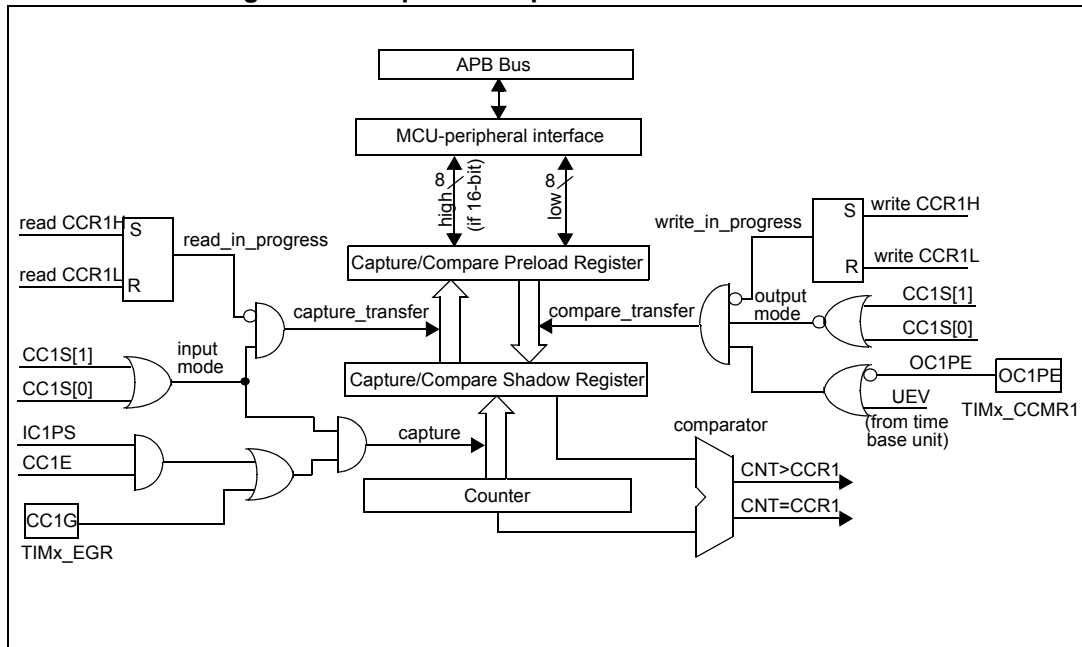 APB Bus
MCU-peripheral interface
8
high
(if 16-bit)
8
low
read CCR1H
S
read_in_progress
read CCR1L
R
write_in_progress
S
write CCR1H
R
write CCR1L
Capture/Compare Preload Register
capture_transfer
compare_transfer
output
mode
CC1S[1]
CC1S[0]
CC1S[1]
CC1S[0]
input
mode
Capture/Compare Shadow Register
OC1PE
OC1PE
UEV
(from time
base unit)
TIMx_CCMR1
IC1PS
CC1E
capture
comparator
Counter
CNT>CCR1
CNT=CCR1
CC1G
TIMx_EGR